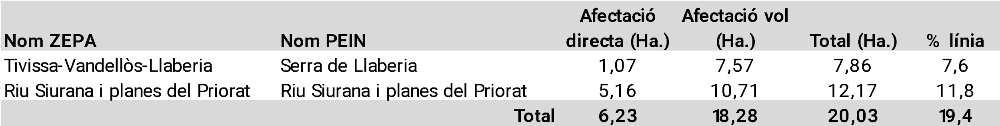 Nom ZEPA Nom PEIN Afectació directa (Ha.) Afectació vol (Ha.) Total (Ha.) % línia
Tivissa-Vandellòs-Llaberia Serra de Llaberia 1,07 7,57 7,86 7,6
Riu Siurana i planes del Priorat Riu Siurana i planes del Priorat 5,16 10,71 12,17 11,8
Total 6,23 18,28 20,03 19,4